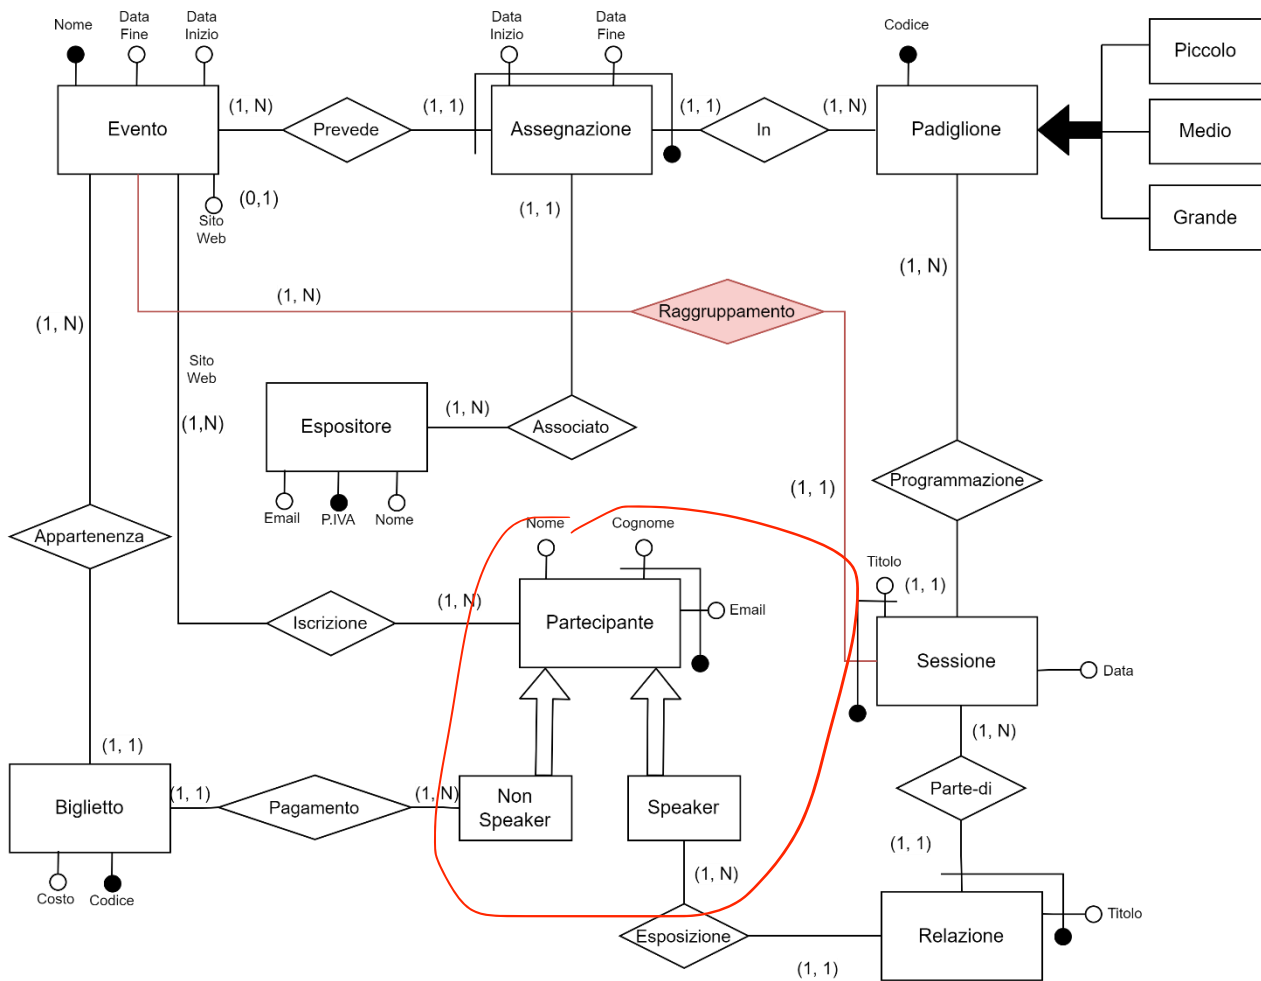 Nome
Data
Fine
Data
Inizio
Data
Inizio
Data
Fine
Codice
Piccolo
Evento
(1, N)
Prevede
(1, 1)
Assegnazione
(1, 1)
In
(1, N)
Padiglione
Medio
Grande
(0,1)
Sito
Web
(1, 1)
(1, N)
(1, N)
Raggruppamento
(1, N)
Sito
Web
(1,N)
Espositore
(1, N)
Associato
Email
P.IVA
Nome
(1, 1)
Programmazione
Appartenenza
Nome
Cognome
Titolo
(1, 1)
Iscrizione
(1, N)
Partecipante
Email
Sessione
Data
(1, 1)
(1, N)
Biglietto
(1, 1)
Pagamento
(1, N)
Non
Speaker
Speaker
Parte-di
(1, 1)
Costo
Codice
(1, N)
Esposizione
(1, 1)
Relazione
Titolo